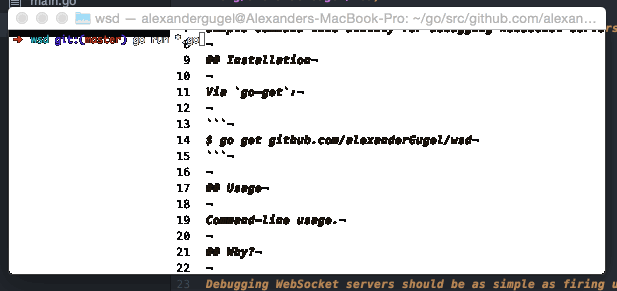 main.go
wsd — alexandergugel@Alexanders-MacBook-Pro: ~/go/src/github.com/alexan...
→ wsd git:(master) go run *.go
8 ¬
9 ## Installation¬
10 ¬
11 Via `go-get`:¬
12 ¬
13 ```¬
14 $ go get github.com/alexanderGugel/wsd¬
15 ```¬
16 ¬
17 ## Usage¬
18 ¬
19 Command-line usage.¬
20 ¬
21 ## Why?¬
22 ¬
23 Debugging WebSocket servers should be as simple as firing u